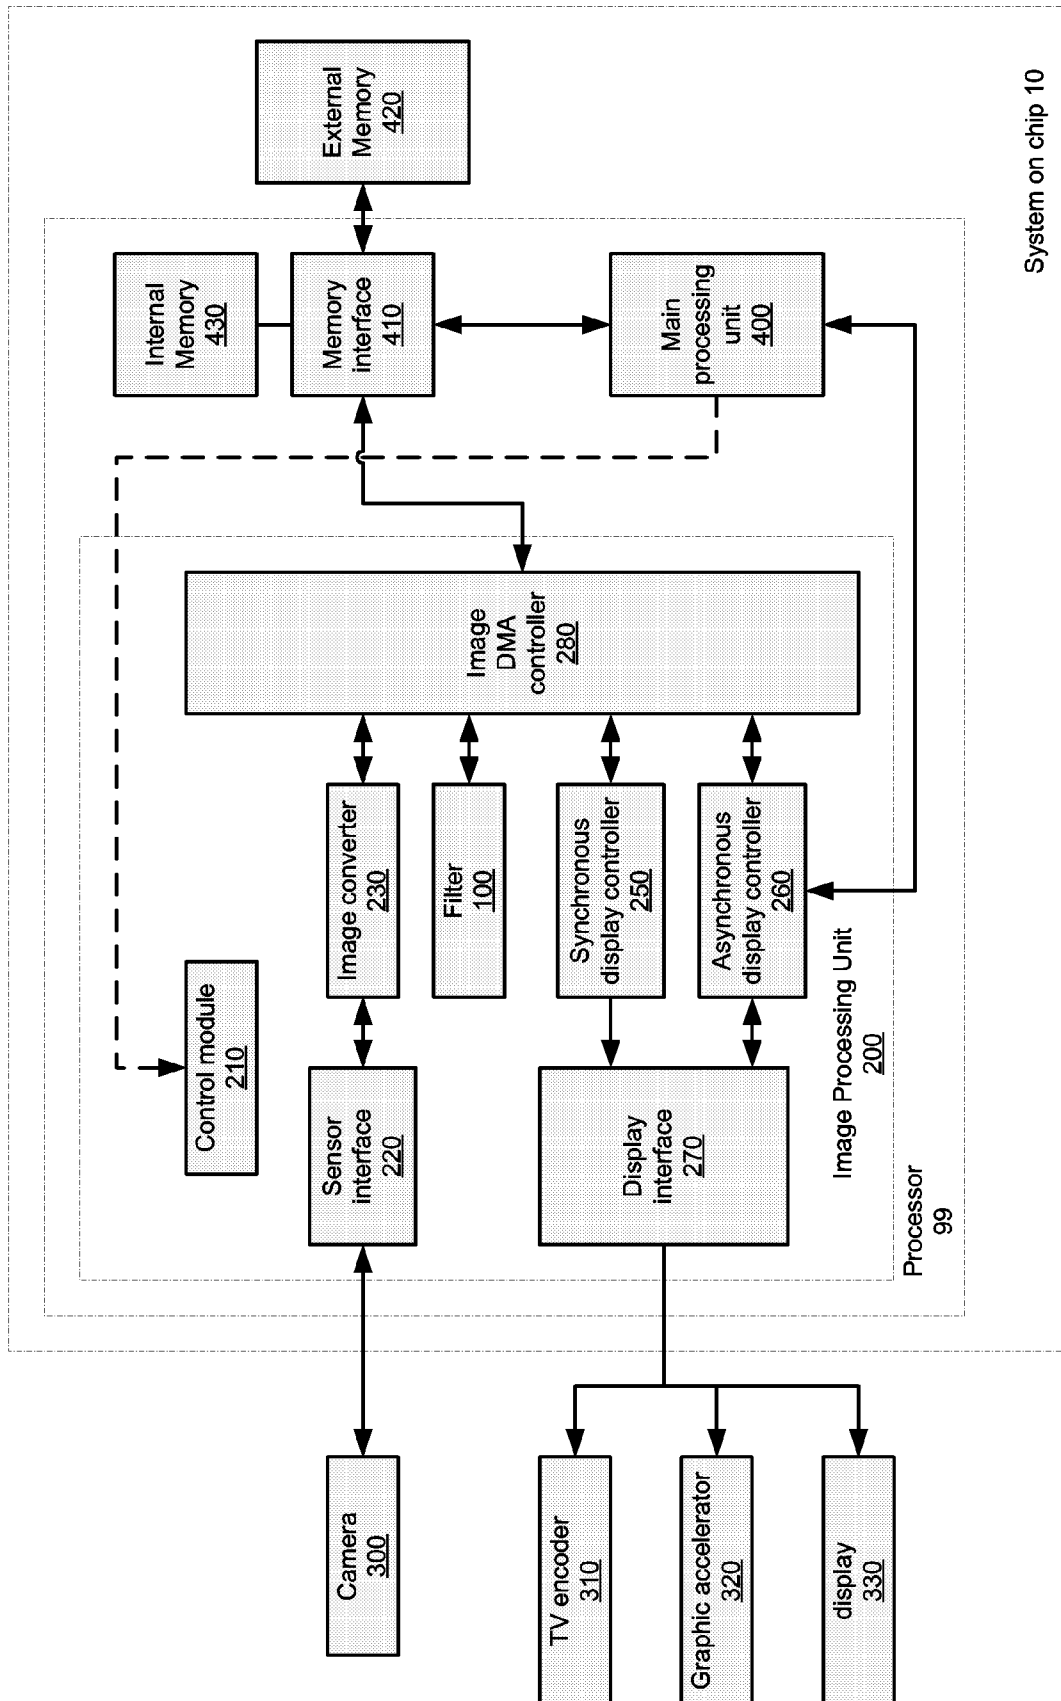 System on chip 10
External
Memory
420
Internal
Memory
430
Memory
interface
410
Main
processing
unit
400
Image
DMA
controller
280
Control module
210
Image converter
230
Filter
100
Synchronous
display controller
250
Asynchronous
display controller
260
Sensor
interface
220
Display
interface
270
Image Processing Unit
200
Processor
99
Camera
300
TV encoder
310
Graphic accelerator
320
display
330